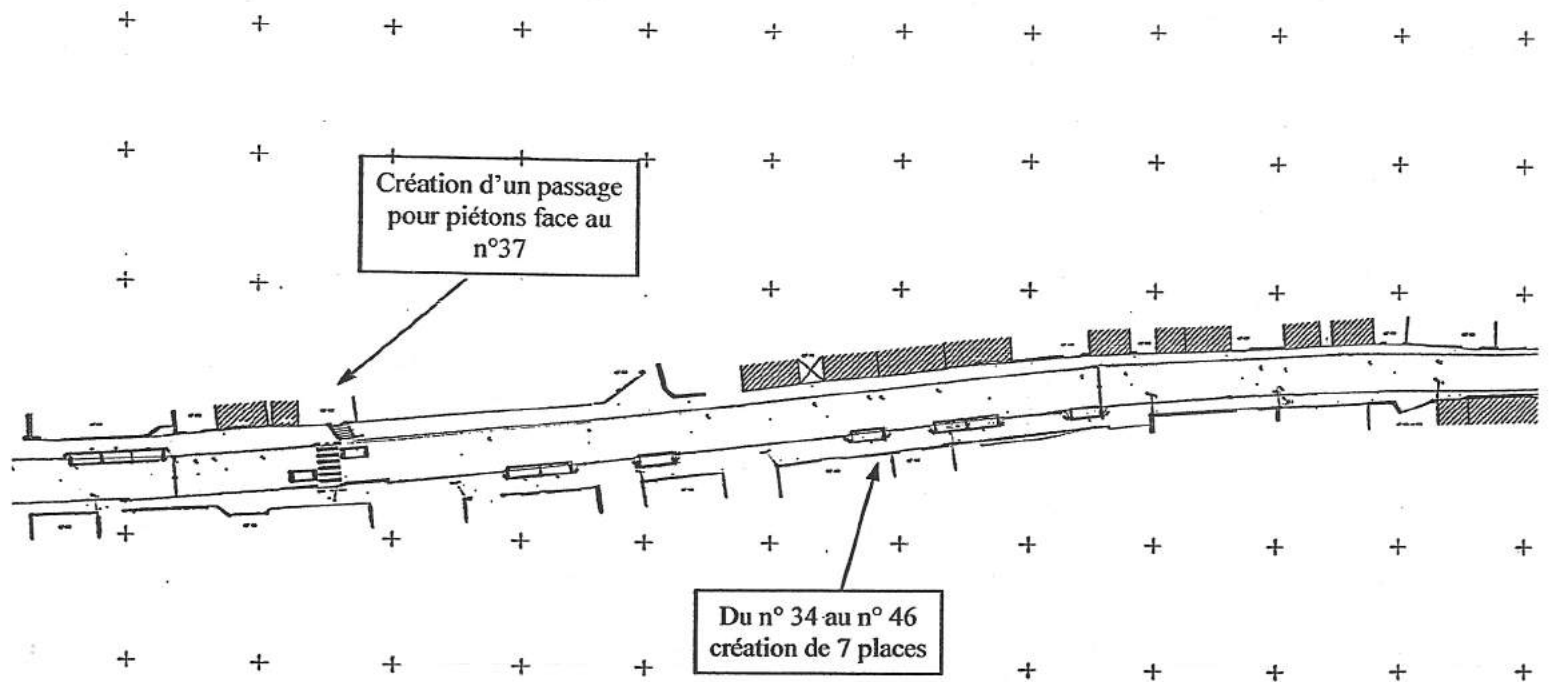 Création d'un passage
pour piétons face au
n°37
Du n° 34 au n° 46
création de 7 places